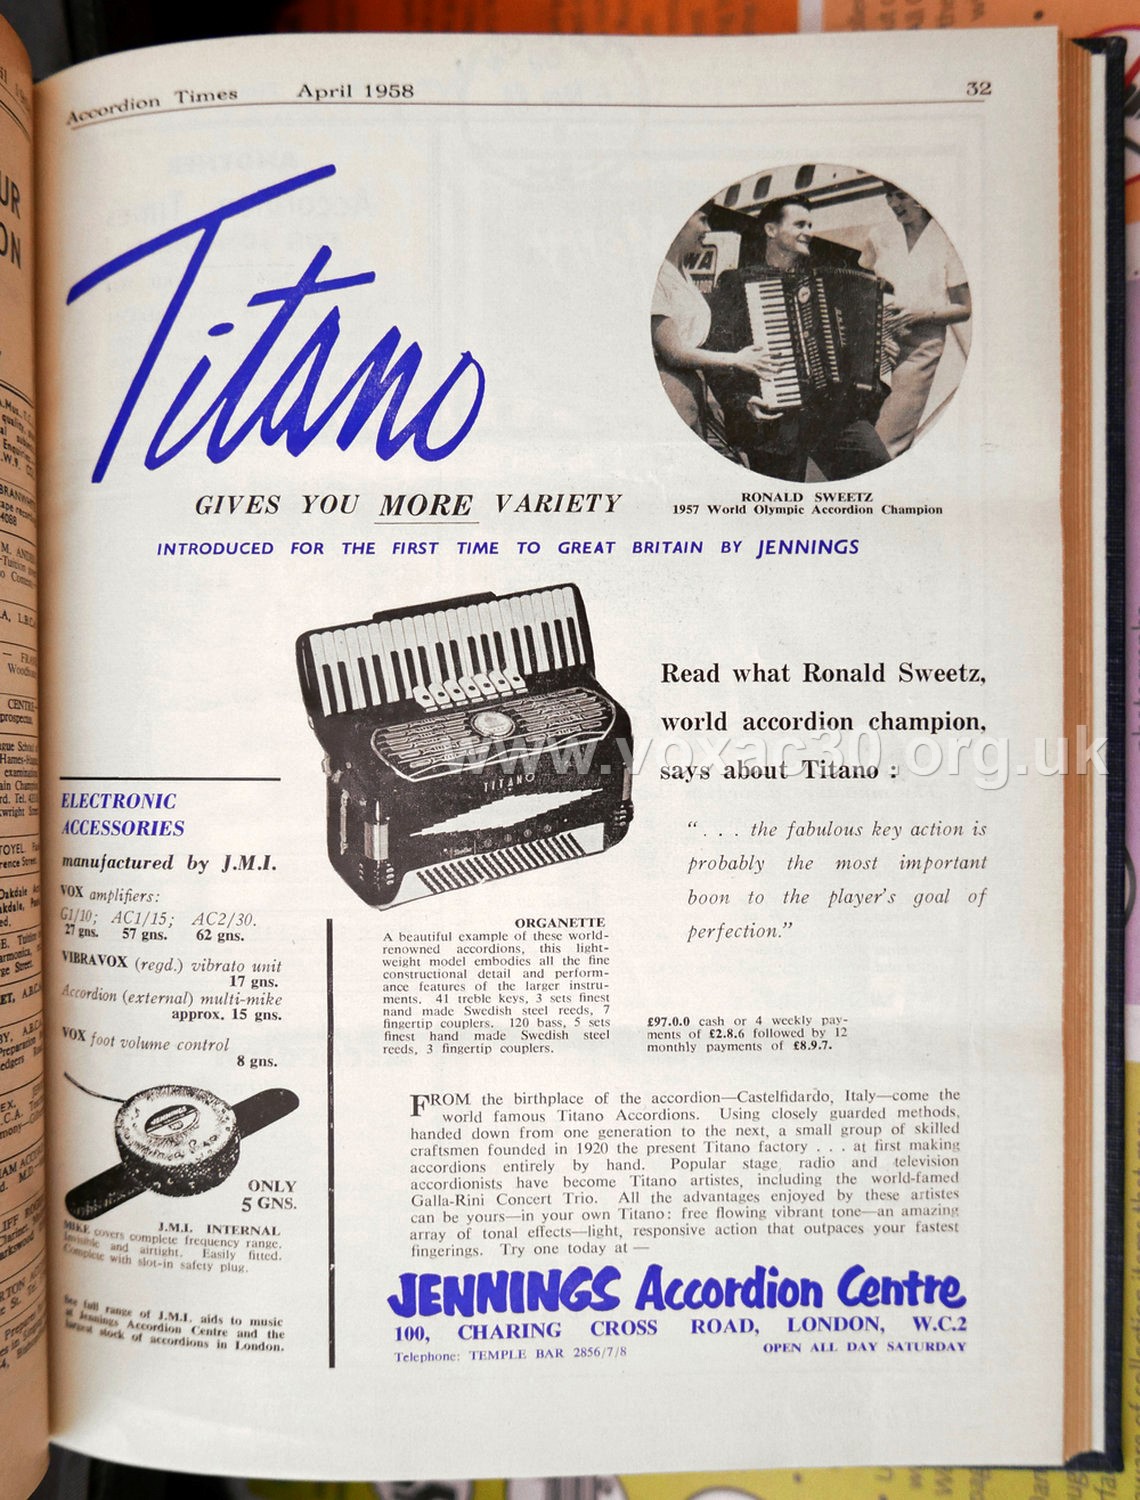 Accordion Times April 1958 32
Titano
GIVES YOU MORE VARIETY
RONALD SWEETZ
1957 World Olympic Accordion Champion
INTRODUCED FOR THE FIRST TIME TO GREAT BRITAIN BY JENNINGS
TITANO
Read what Ronald Sweetz,
world accordion champion,
says about Titano :
www.voxac30.org.uk
“ . . . the fabulous key action is
probably the most important
boon to the player's goal of
perfection.”
ELECTRONIC
ACCESSORIES
manufactured by J.M.I.
VOX amplifiers:
G1/10; AC1/15; AC2/30.
27 gns. 57 gns. 62 gns.
VIBRAVOX (regd.) vibrato unit
17 gns.
Accordion (external) multi-mike
approx. 15 gns.
VOX foot volume control
8 gns.
JENNINGS
ONLY
5 GNS.
J.M.I. INTERNAL
MIKE covers complete frequency range.
Invisible and airtight. Easily fitted.
Complete with slot-in safety plug.
See full range of J.M.I. aids to music
at Jennings Accordion Centre and the
largest stock of accordions in London.
ORGANETTE
A beautiful example of these world-
renowned accordions, this light-
weight model embodies all the fine
constructional detail and perform-
ance features of the larger instru-
ments. 41 treble keys, 3 sets finest
nand made Swedish steel reeds, 7
fingertip couplers. 120 bass, 5 sets
finest hand made Swedish steel
reeds, 3 fingertip couplers.
£97.0.0 cash or 4 weekly pay-
ments of £2.8.6 followed by 12
monthly payments of £8.9.7.
FROM the birthplace of the accordion—Castelfidardo, Italy—come the
world famous Titano Accordions. Using closely guarded methods,
handed down from one generation to the next, a small group of skilled
craftsmen founded in 1920 the present Titano factory . . . at first making
accordions entirely by hand. Popular stage, radio and television
accordionists have become Titano artistes, including the world-famed
Galla-Rini Concert Trio. All the advantages enjoyed by these artistes
can be yours—in your own Titano: free flowing vibrant tone—an amazing
array of tonal effects—light, responsive action that outpaces your fastest
fingerings. Try one today at —
JENNINGS Accordion Centre
100, CHARING CROSS ROAD, LONDON, W.C.2
Telephone: TEMPLE BAR 2856/7/8 OPEN ALL DAY SATURDAY